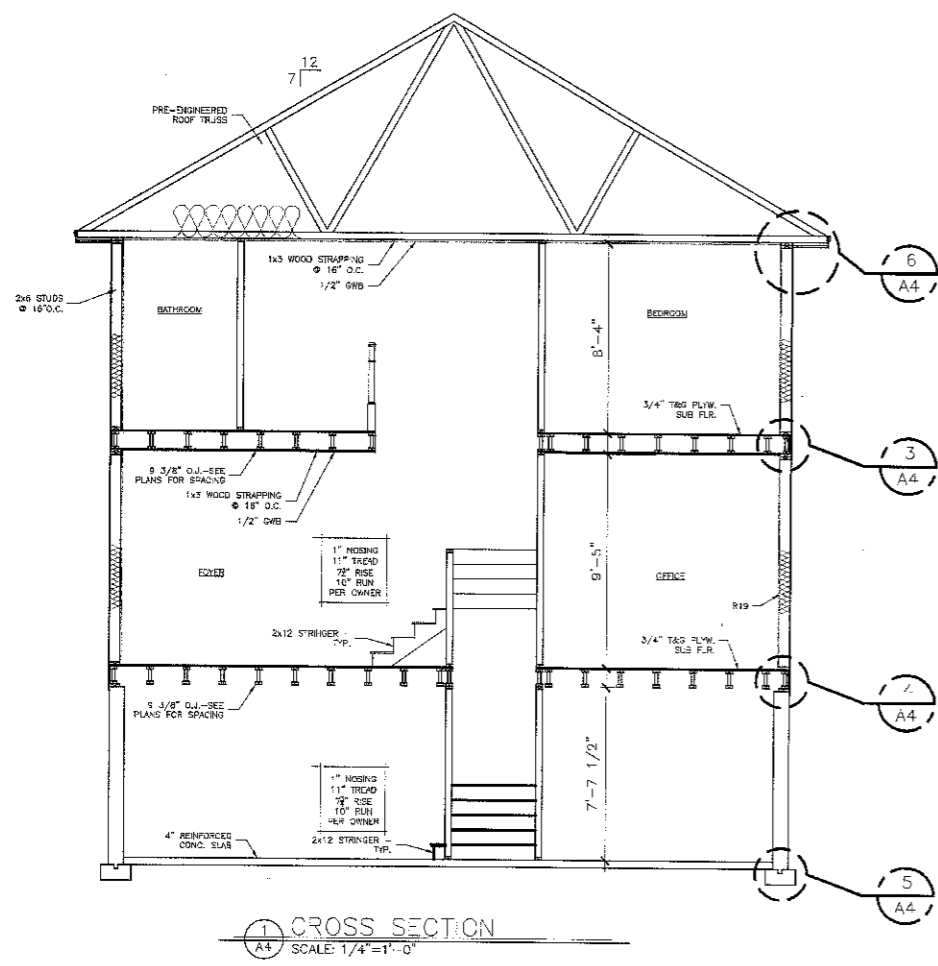 12
7
PRE-ENGINEERED
ROOF TRUSS
1x3 WOOD STRAPPING
@ 16" O.C.
1/2" GWB
6
A4
2x6 STUDS
@ 16"O.C.
BATHROOM
BEDROOM
8'-4"
3/4" T&G PLYW.
SUB FLR.
3
A4
9 3/8" O.J.-SEE
PLANS FOR SPACING
1x3 WOOD STRAPPING
@ 16" O.C.
1/2" GWB
1" NOSING
11" TREAD
RISE
10" RUN
PER OWNER
FOYER
9'-5"
OFFICE
R19
2x12 STRINGER -
TYP.
3/4" T&G PLYW.
SUB FLR.
4
A4
9 3/8" O.J.-SEE
PLANS FOR SPACING
7'-7 1/2"
1" NOSING
11" TREAD
RISE
10" RUN
PER OWNER
4" REINFORCED
CONC. SLAB
2x12 STRINGER -
TYP.
5
A4
1
A4
CROSS SECTION
SCALE: 1/4"=1'-0"